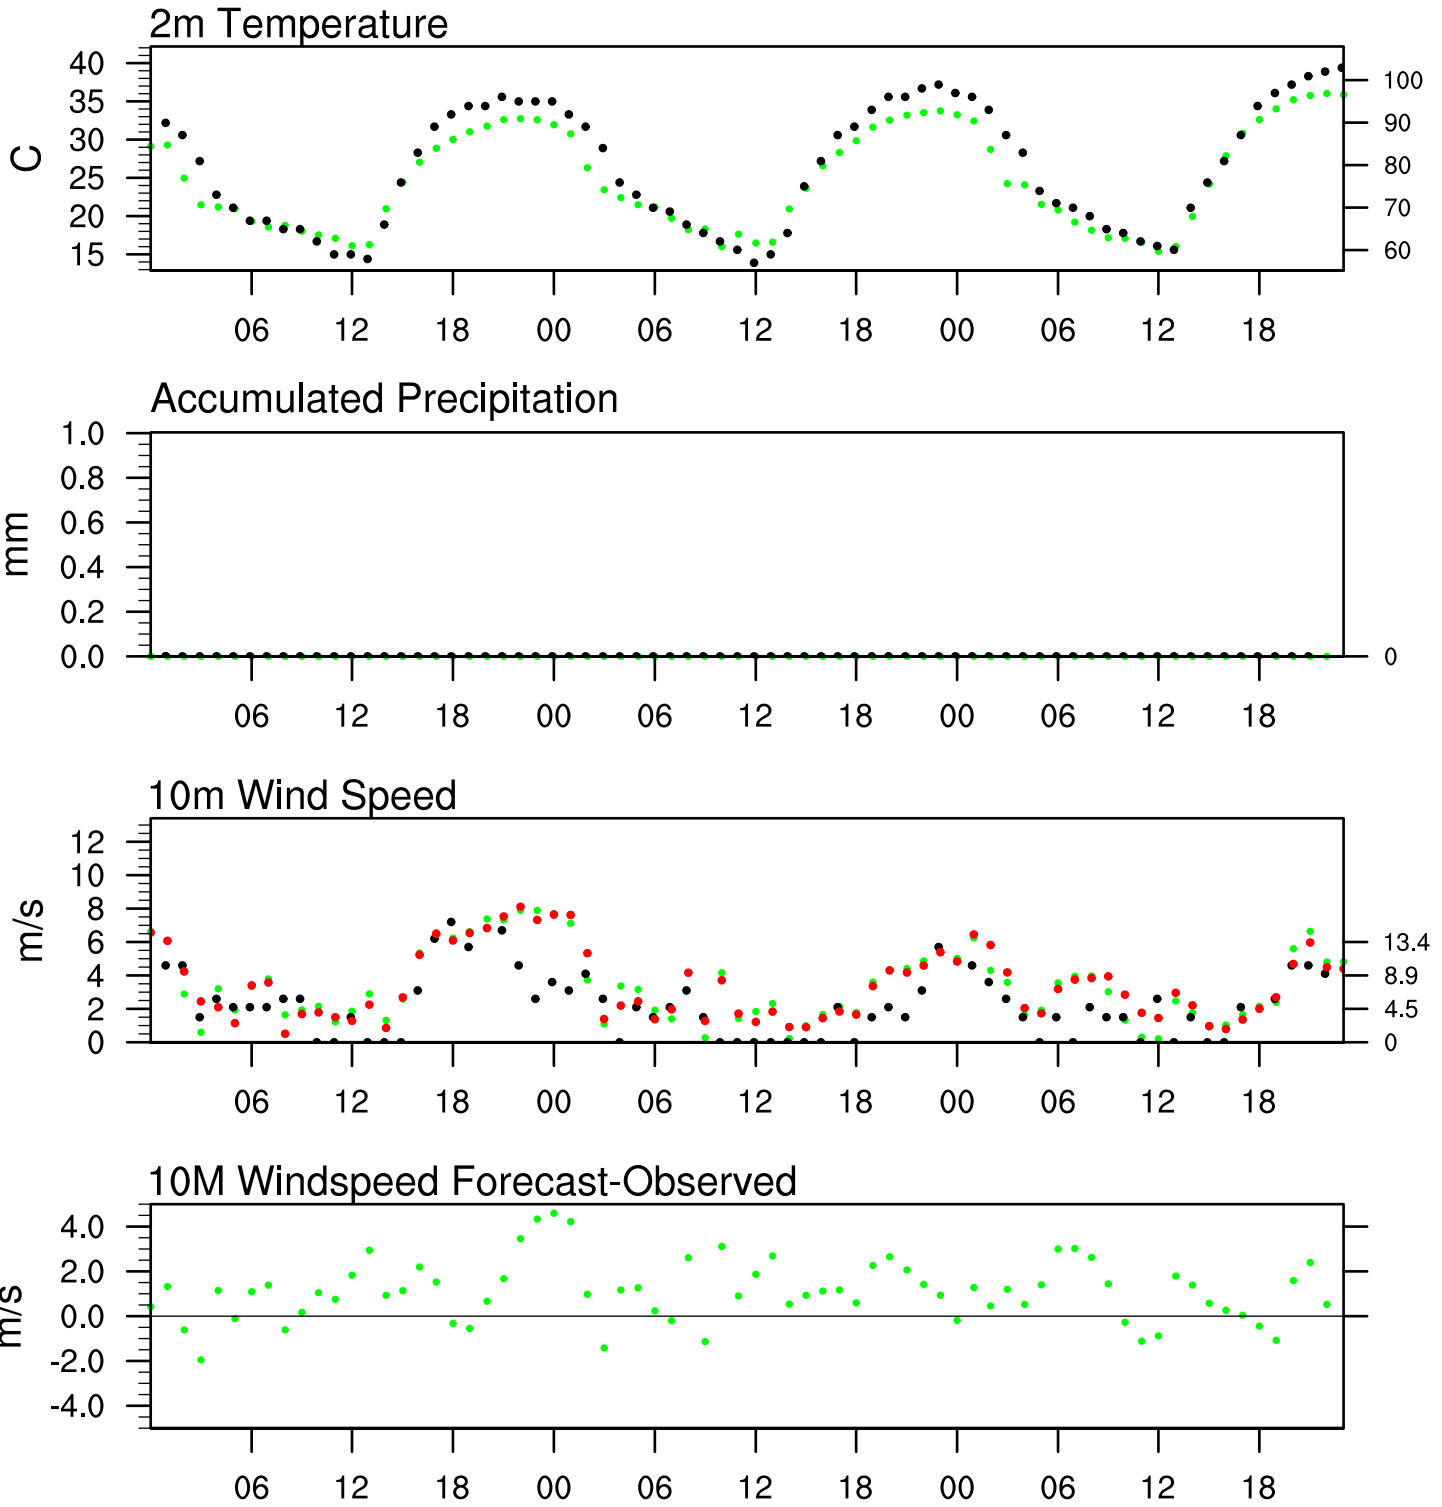 2m Temperature
40
35
30
25
20
15
C
100
90
80
70
60
06 12 18 00 06 12 18 00 06 12 18
Accumulated Precipitation
1.0
0.8
0.6
0.4
0.2
0.0
mm
0
06 12 18 00 06 12 18 00 06 12 18
10m Wind Speed
12
10
8
6
4
2
0
m/s
13.4
8.9
4.5
0
06 12 18 00 06 12 18 00 06 12 18
10M Windspeed Forecast-Observed
4.0
2.0
0.0
-2.0
-4.0
m/s
06 12 18 00 06 12 18 00 06 12 18